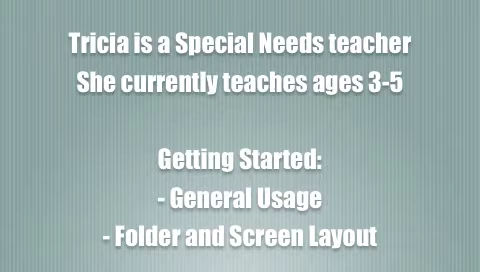 Tricia is a Special Needs teacher
She currently teaches ages 3-5
Getting Started:
- General Usage
- Folder and Screen Layout